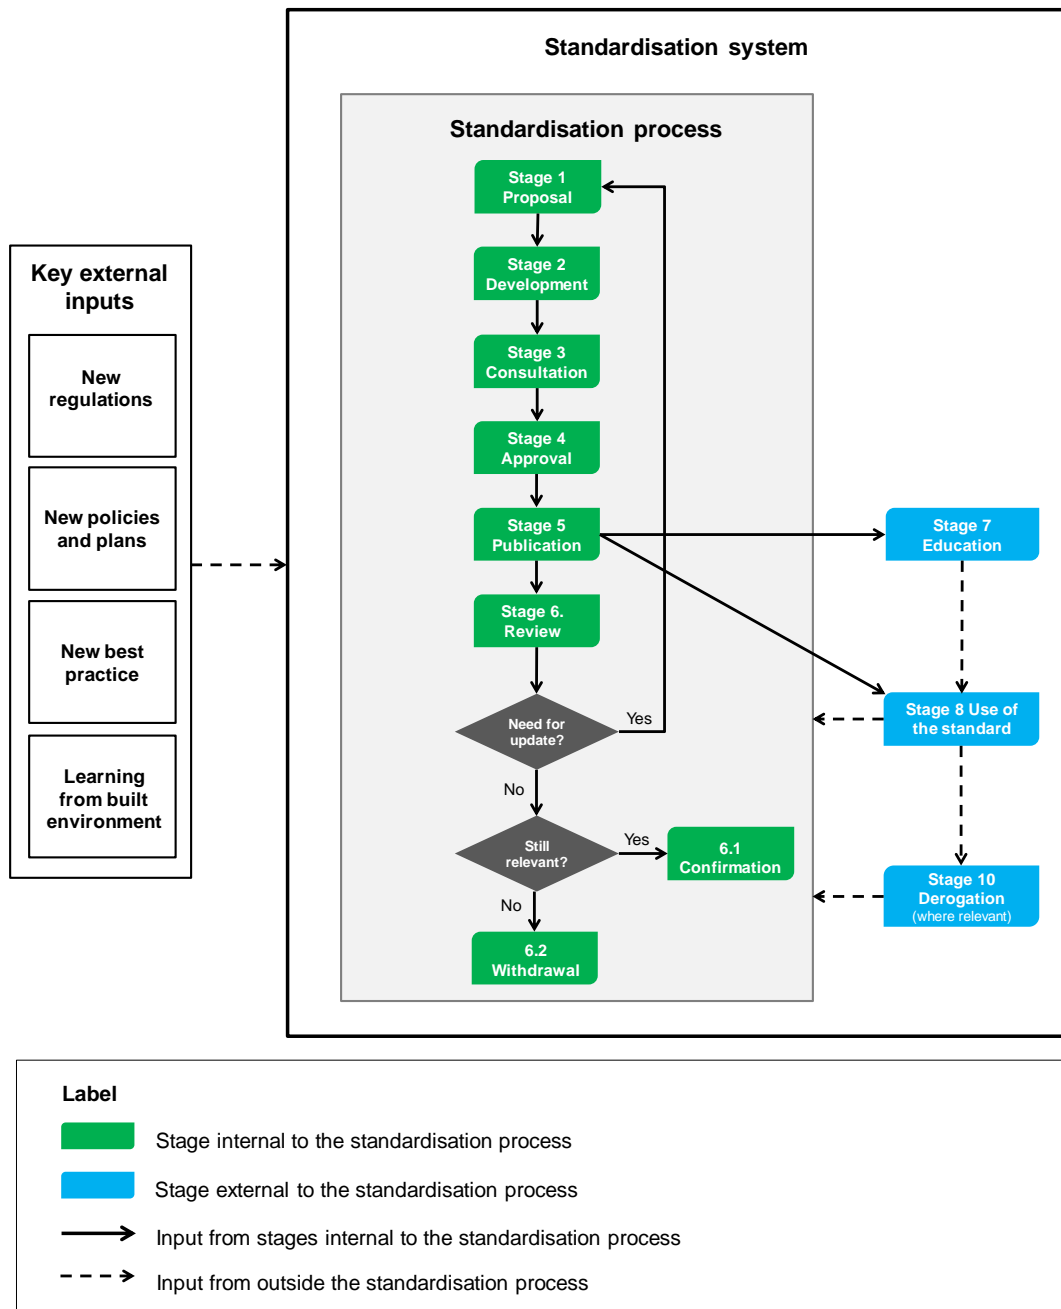 Standardisation system
Standardisation process
Stage 1
Proposal
Stage 2
Development
Stage 3
Consultation
Stage 4
Approval
Stage 5
Publication
Stage 6.
Review
Need for
update?
Yes
No
Still
relevant?
Yes
6.1
Confirmation
No
6.2
Withdrawal
Key external
inputs
New
regulations
New policies
and plans
New best
practice
Learning
from built
environment
Stage 7
Education
Stage 8 Use of
the standard
Stage 10
Derogation
(where relevant)
Label
Stage internal to the standardisation process
Stage external to the standardisation process
Input from stages internal to the standardisation process
Input from outside the standardisation process